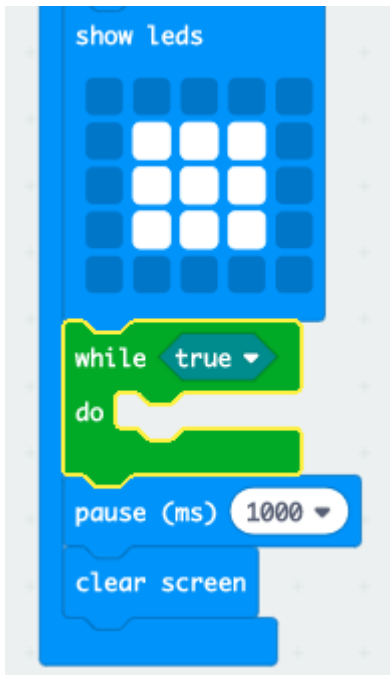 show leds
while true
do
pause (ms) 1000
clear screen